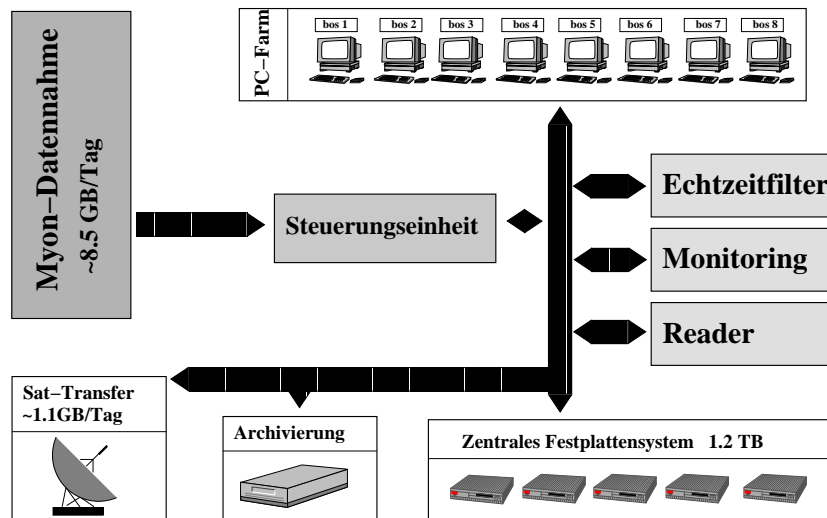 bos 1 bos 2 bos 3 bos 4 bos 5 bos 6 bos 7 bos 8
PC−Farm
Myon−Datennahme
~8.5 GB/Tag
Steuerungseinheit
Echtzeitfilter
Monitoring
Reader
Sat−Transfer
~1.1GB/Tag
Archivierung
Zentrales Festplattensystem 1.2 TB